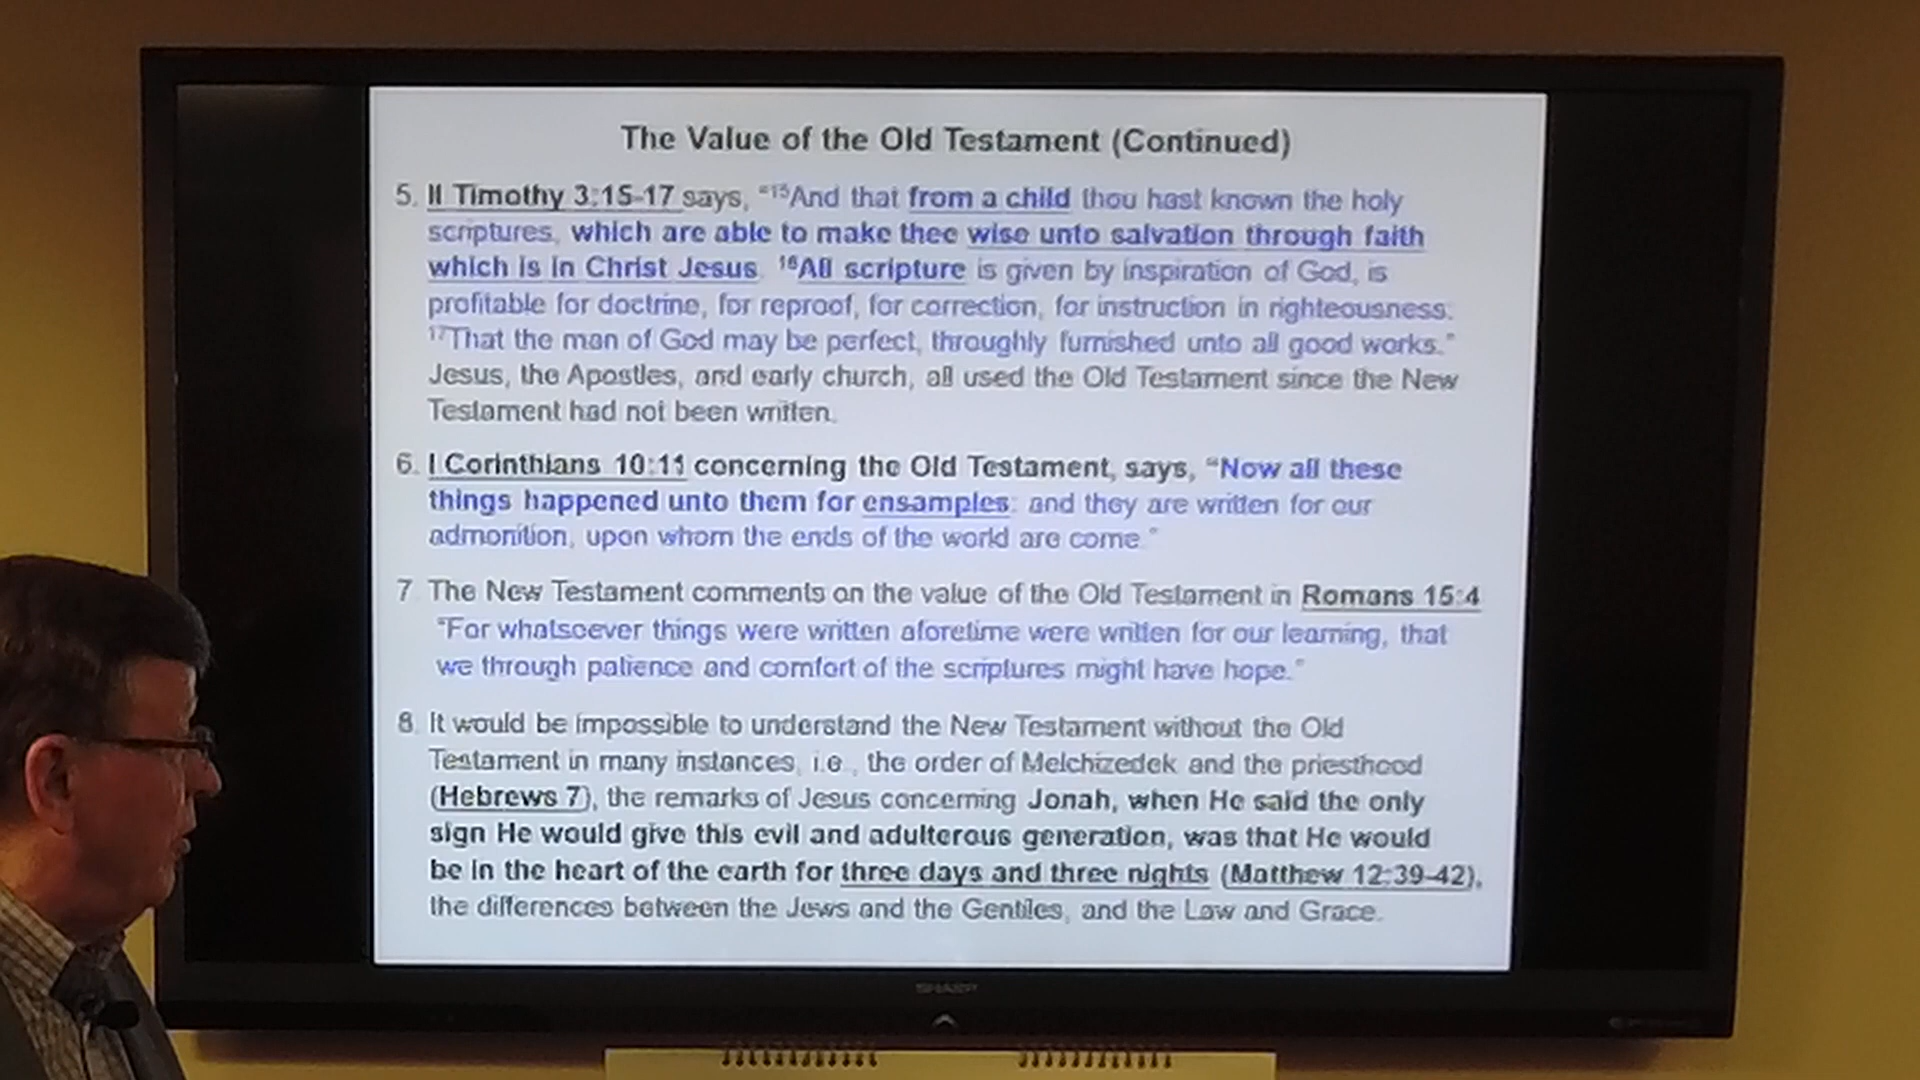 The Value of the Old Testament (Continued)
5. II Timothy 3:15-17 says, "15And that from a child thou hast known the holy
scriptures, which are able to make thee wise unto salvation through faith
which is in Christ Jesus. 16All scripture is given by inspiration of God, is
profitable for doctrine, for reproof, for correction, for instruction in righteousness:
17That the man of God may be perfect, throughly furnished unto all good works."
Jesus, the Apostles, and early church, all used the Old Testament since the New
Testament had not been written.
6. I Corinthians 10:11 concerning the Old Testament, says, "Now all these
things happened unto them for ensamples: and they are written for our
admonition, upon whom the ends of the world are come."
7. The New Testament comments on the value of the Old Testament in Romans 15:4
"For whatsoever things were written aforetime were written for our learning, that
we through patience and comfort of the scriptures might have hope."
8. It would be impossible to understand the New Testament without the Old
Testament in many instances, i.e., the order of Melchizedek and the priesthood
(Hebrews 7), the remarks of Jesus concerning Jonah, when He said the only
sign He would give this evil and adulterous generation, was that He would
be in the heart of the earth for three days and three nights (Matthew 12:39-42),
the differences between the Jews and the Gentiles, and the Law and Grace.
SHARP